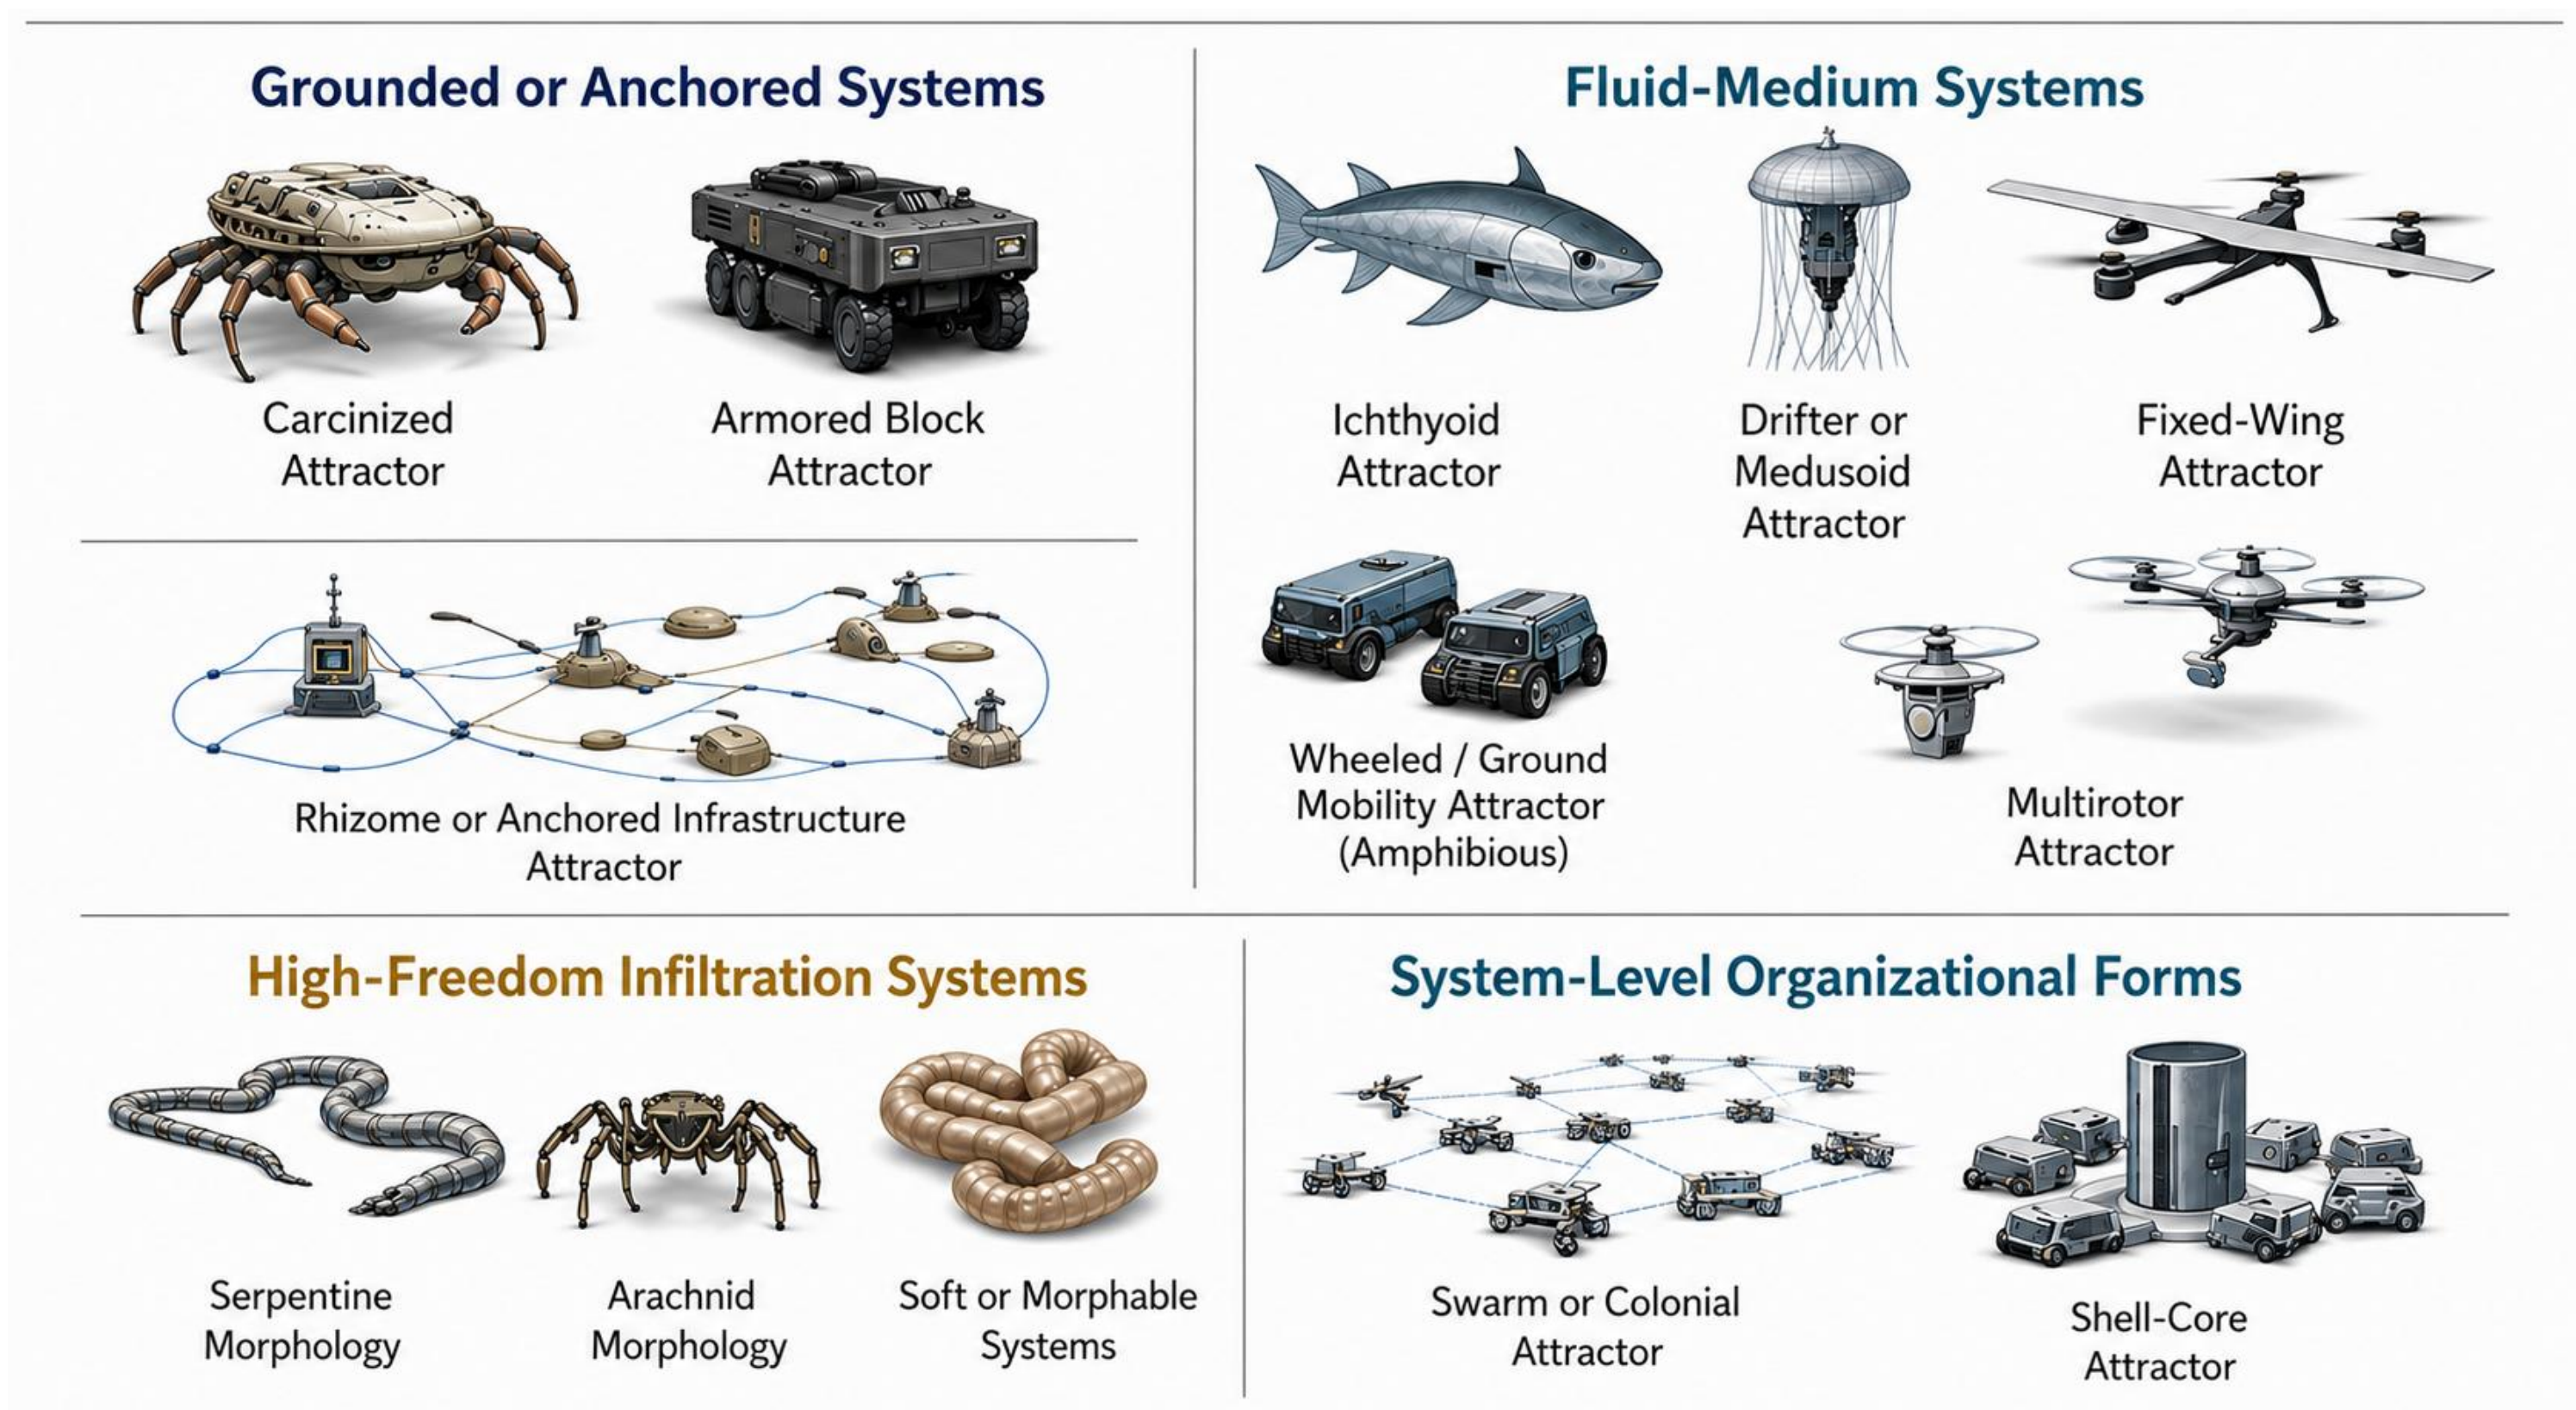 Grounded or Anchored Systems
Carcinized
Attractor
Armored Block
Attractor
Rhizome or Anchored Infrastructure
Attractor
Fluid-Medium Systems
Ichthyoid
Attractor
Drifter or
Medusoid
Attractor
Fixed-Wing
Attractor
Wheeled / Ground
Mobility Attractor
(Amphibious)
Multirotor
Attractor
High-Freedom Infiltration Systems
Serpentine
Morphology
Arachnid
Morphology
Soft or Morphable
Systems
System-Level Organizational Forms
Swarm or Colonial
Attractor
Shell-Core
Attractor